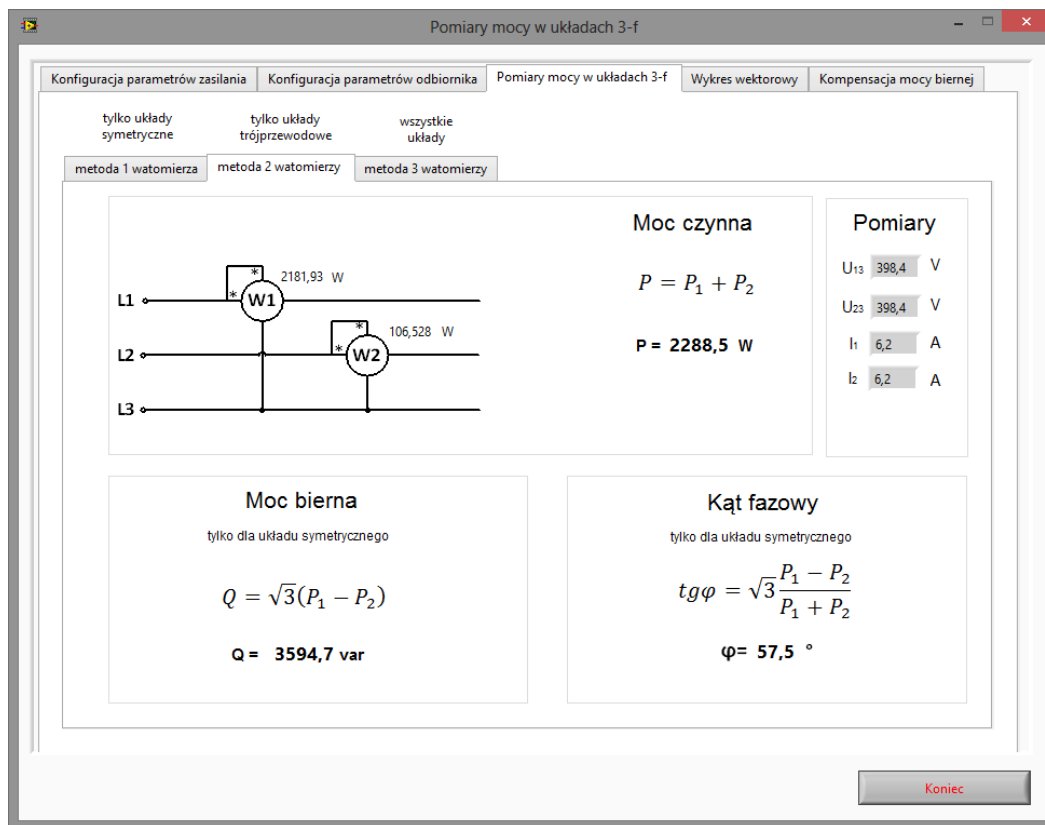 Pomiary mocy w układach 3-f
Konfiguracja parametrów zasilania
Konfiguracja parametrów odbiornika
Pomiary mocy w układach 3-f
Wykres wektorowy
Kompensacja mocy biernej
tylko układy
symetryczne
tylko układy
trójprzewodowe
wszystkie
układy
metoda 1 watomierza
metoda 2 watomierzy
metoda 3 watomierzy
L1
*
*
W1
2181,93 W
L2
*
*
W2
106,528 W
L3
Moc czynna
P = P₁ + P₂
P = 2288,5 W
Pomiary
U₁₃ 398,4 V
U₂₃ 398,4 V
I₁ 6,2 A
I₂ 6,2 A
Moc bierna
tylko dla układu symetrycznego
Q = √3(P₁ − P₂)
Q = 3594,7 var
Kąt fazowy
tylko dla układu symetrycznego
tgφ = √3 (P₁ − P₂)/(P₁ + P₂)
φ= 57,5 °
Koniec